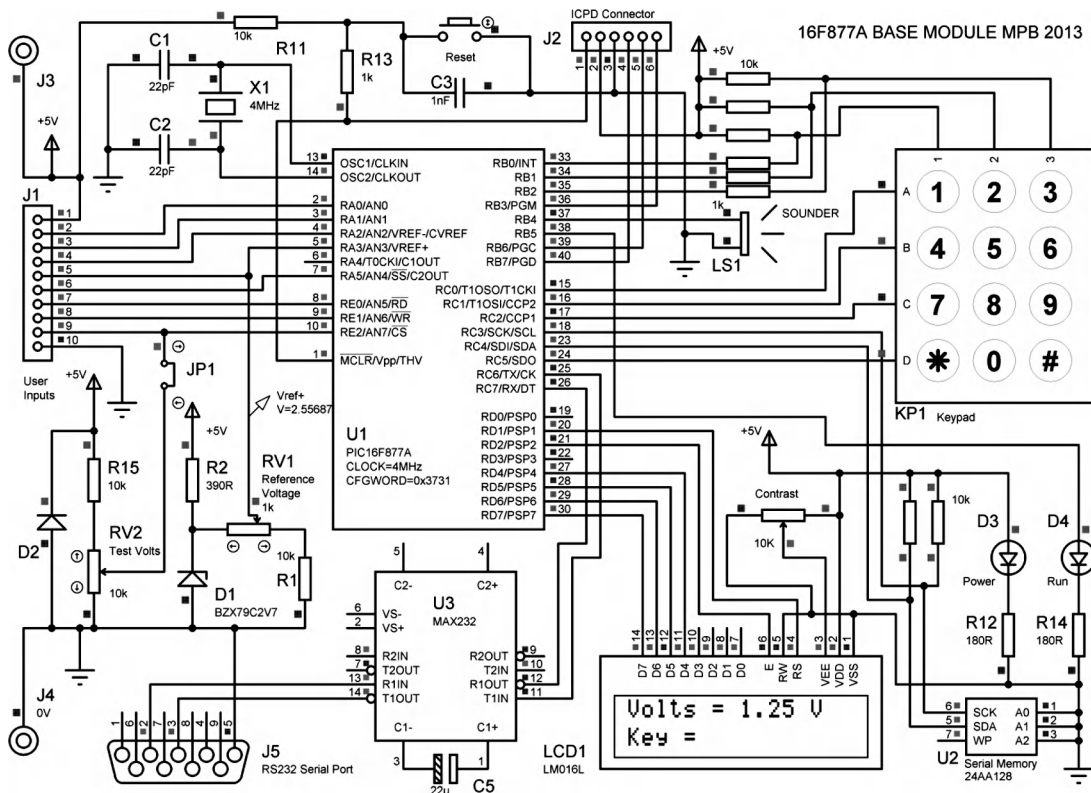 16F877A BASE MODULE MPB 2013
ICPD Connector
J2
1 2 3 4 5 6
J3
+5V
C1
22pF
C2
22pF
X1
4MHz
10k
R11
R13
1k
Reset
C3
1nF
+5V
10k
1k
SOUNDER
LS1
J1
1
2
3
4
5
6
7
8
9
10
User
Inputs
13 OSC1/CLKIN
14 OSC2/CLKOUT
2 RA0/AN0
3 RA1/AN1
4 RA2/AN2/VREF-/CVREF
5 RA3/AN3/VREF+
6 RA4/T0CKI/C1OUT
7 RA5/AN4/SS/C2OUT
8 RE0/AN5/RD
9 RE1/AN6/WR
10 RE2/AN7/CS
1 MCLR/Vpp/THV
RB0/INT 33
RB1 34
RB2 35
RB3/PGM 36
RB4 37
RB5 38
RB6/PGC 39
RB7/PGD 40
RC0/T1OSO/T1CKI 15
RC1/T1OSI/CCP2 16
RC2/CCP1 17
RC3/SCK/SCL 18
RC4/SDI/SDA 23
RC5/SDO 24
RC6/TX/CK 25
RC7/RX/DT 26
RD0/PSP0 19
RD1/PSP1 20
RD2/PSP2 21
RD3/PSP3 22
RD4/PSP4 27
RD5/PSP5 28
RD6/PSP6 29
RD7/PSP7 30
U1
PIC16F877A
CLOCK=4MHz
CFGWORD=0x3731
1 2 3
A 1 2 3
B 4 5 6
C 7 8 9
D * 0 #
KP1 Keypad
JP1
Vref+
V=2.55687
+5V
R15
10k
RV2
Test Volts
10k
D2
+5V
R2
390R
RV1
Reference
Voltage
1k
10k
R1
D1
BZX79C2V7
J4
0V
5 4
C2- C2+
U3
MAX232
6 VS-
2 VS+
8 R2IN
7 T2OUT
13 R1IN
14 T1OUT
R2OUT 9
T2IN 10
R1OUT 12
T1IN 11
C1- C1+
3 1
22u
C5
1 6 2 7 3 8 4 9 5
J5
RS232 Serial Port
+5V
Contrast
10K
10k
D3
Power
D4
Run
R12
180R
R14
180R
14 13 12 11 10 9 8 7 6 5 4 3 2 1
D7 D6 D5 D4 D3 D2 D1 D0 E RW RS VEE VDD VSS
Volts = 1.25 V
Key =
LCD1
LM016L
6 SCK
5 SDA
7 WP
A0 1
A1 2
A2 3
U2
Serial Memory
24AA128